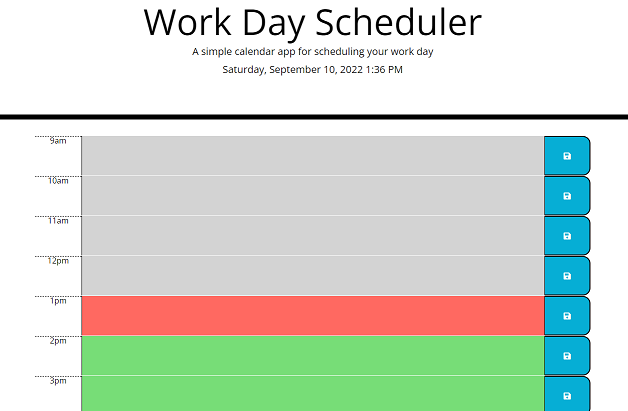 Work Day Scheduler
A simple calendar app for scheduling your work day
Saturday, September 10, 2022 1:36 PM
9am
10am
11am
12pm
1pm
2pm
3pm